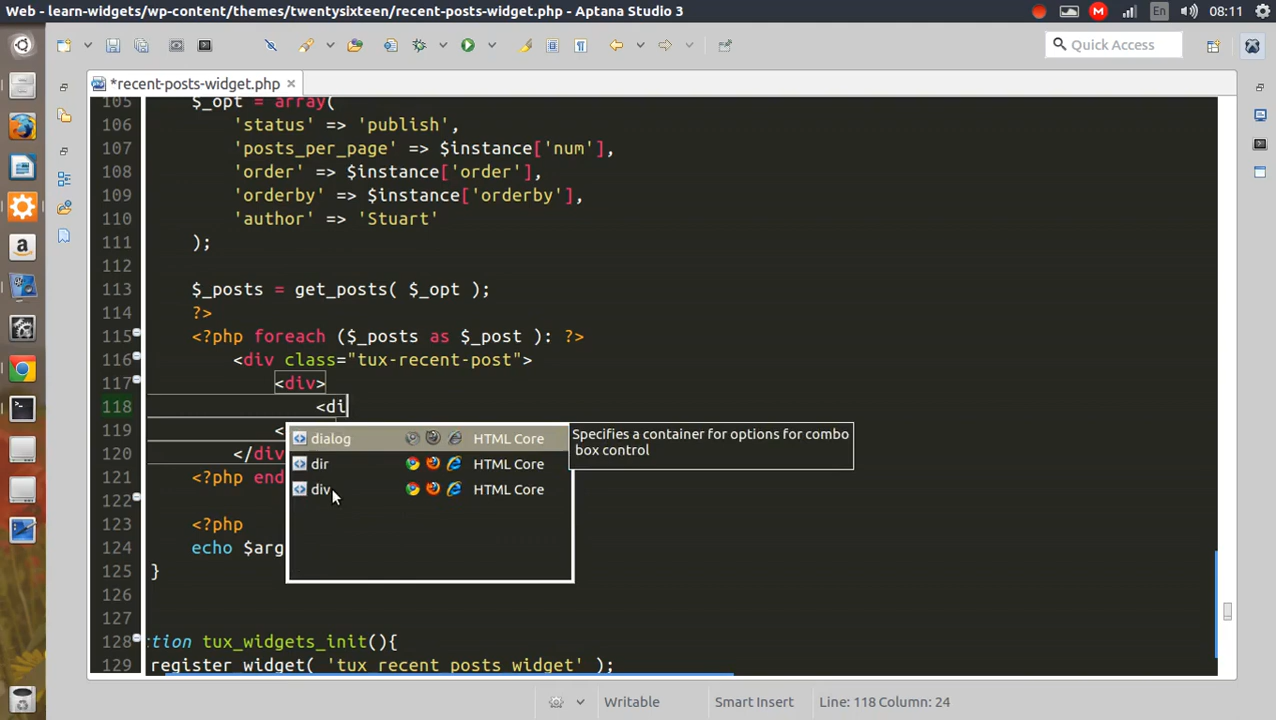 Web - learn-widgets/wp-content/themes/twentysixteen/recent-posts-widget.php - Aptana Studio 3
M
En
08:11
Quick Access
*recent-posts-widget.php
105 $_opt = array(
106 'status' => 'publish',
107 'posts_per_page' => $instance['num'],
108 'order' => $instance['order'],
109 'orderby' => $instance['orderby'],
110 'author' => 'Stuart'
111 );
112
113 $_posts = get_posts( $_opt );
114 ?>
115 <?php foreach ($_posts as $_post ): ?>
116 <div class="tux-recent-post">
117 <div>
118 <di
119 <
120 </div
121 <?php end
122
123 <?php
124 echo $arg
125 }
126
127
128 tion tux_widgets_init(){
129 register_widget( 'tux_recent_posts_widget' );
dialog HTML Core
dir HTML Core
div HTML Core
Specifies a container for options for combo
box control
Writable
Smart Insert
Line: 118 Column: 24